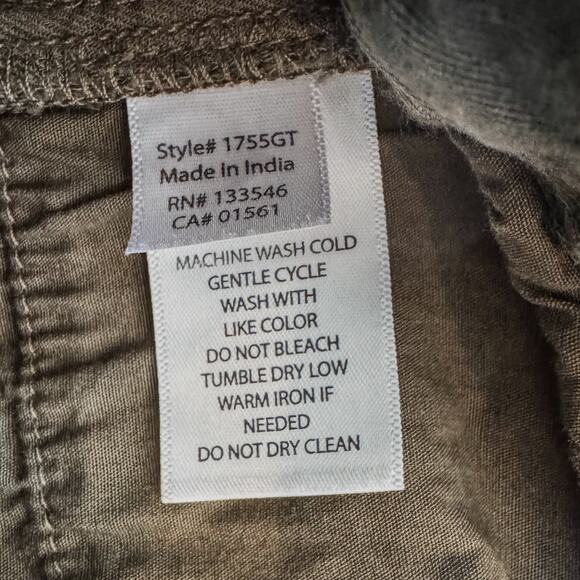 Style# 1755GT
Made In India
RN# 133546
CA# 01561
MACHINE WASH COLD
GENTLE CYCLE
WASH WITH
LIKE COLOR
DO NOT BLEACH
TUMBLE DRY LOW
WARM IRON IF
NEEDED
DO NOT DRY CLEAN